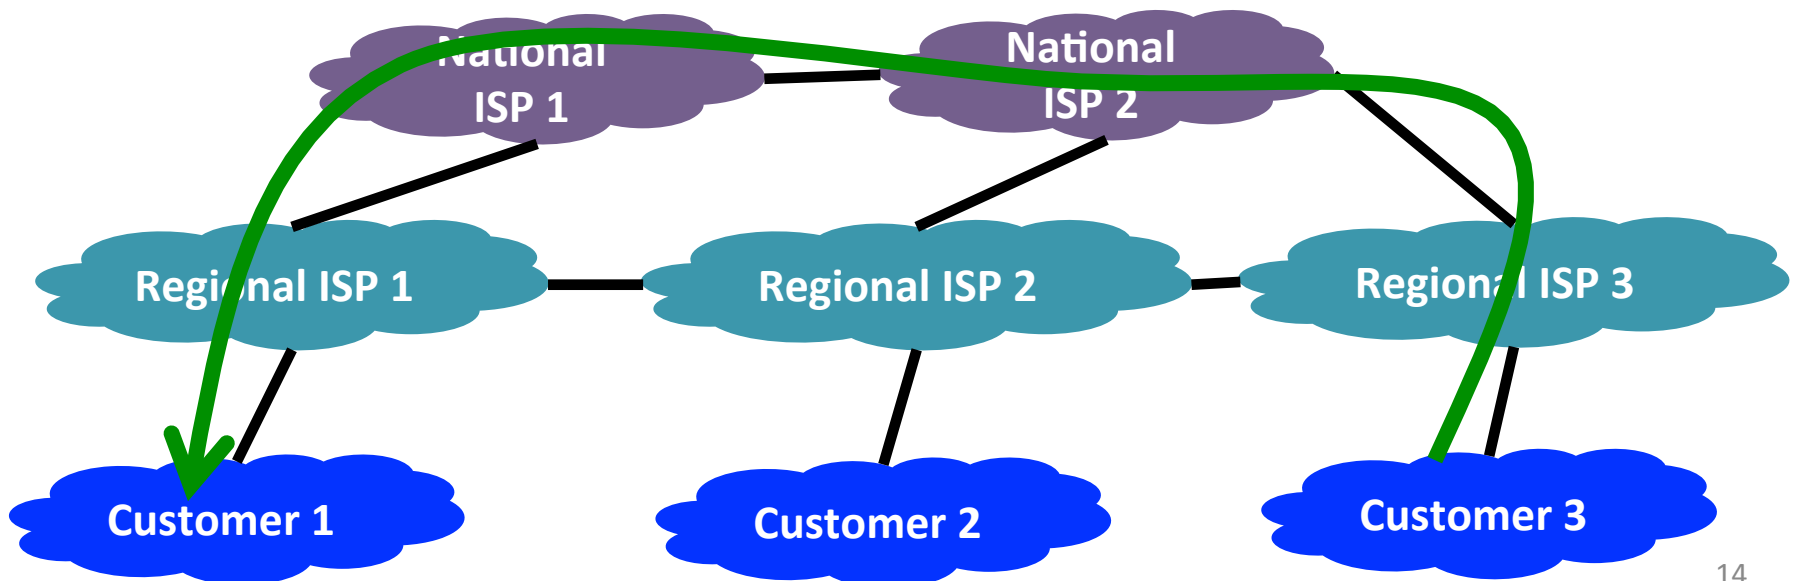 National
ISP 1
National
ISP 2
Regional ISP 1
Regional ISP 2
Regional ISP 3
Customer 1
Customer 2
Customer 3
14